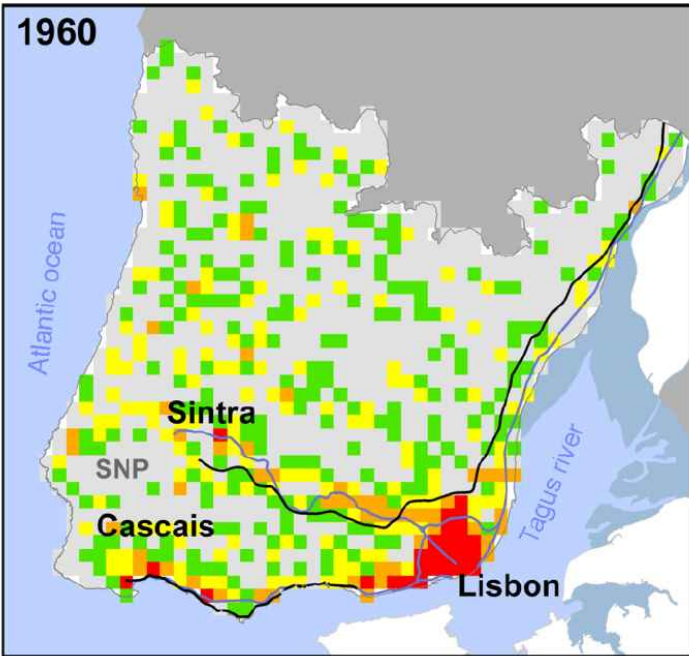 1960
Atlantic ocean
Sintra
SNP
Cascais
Tagus river
Lisbon